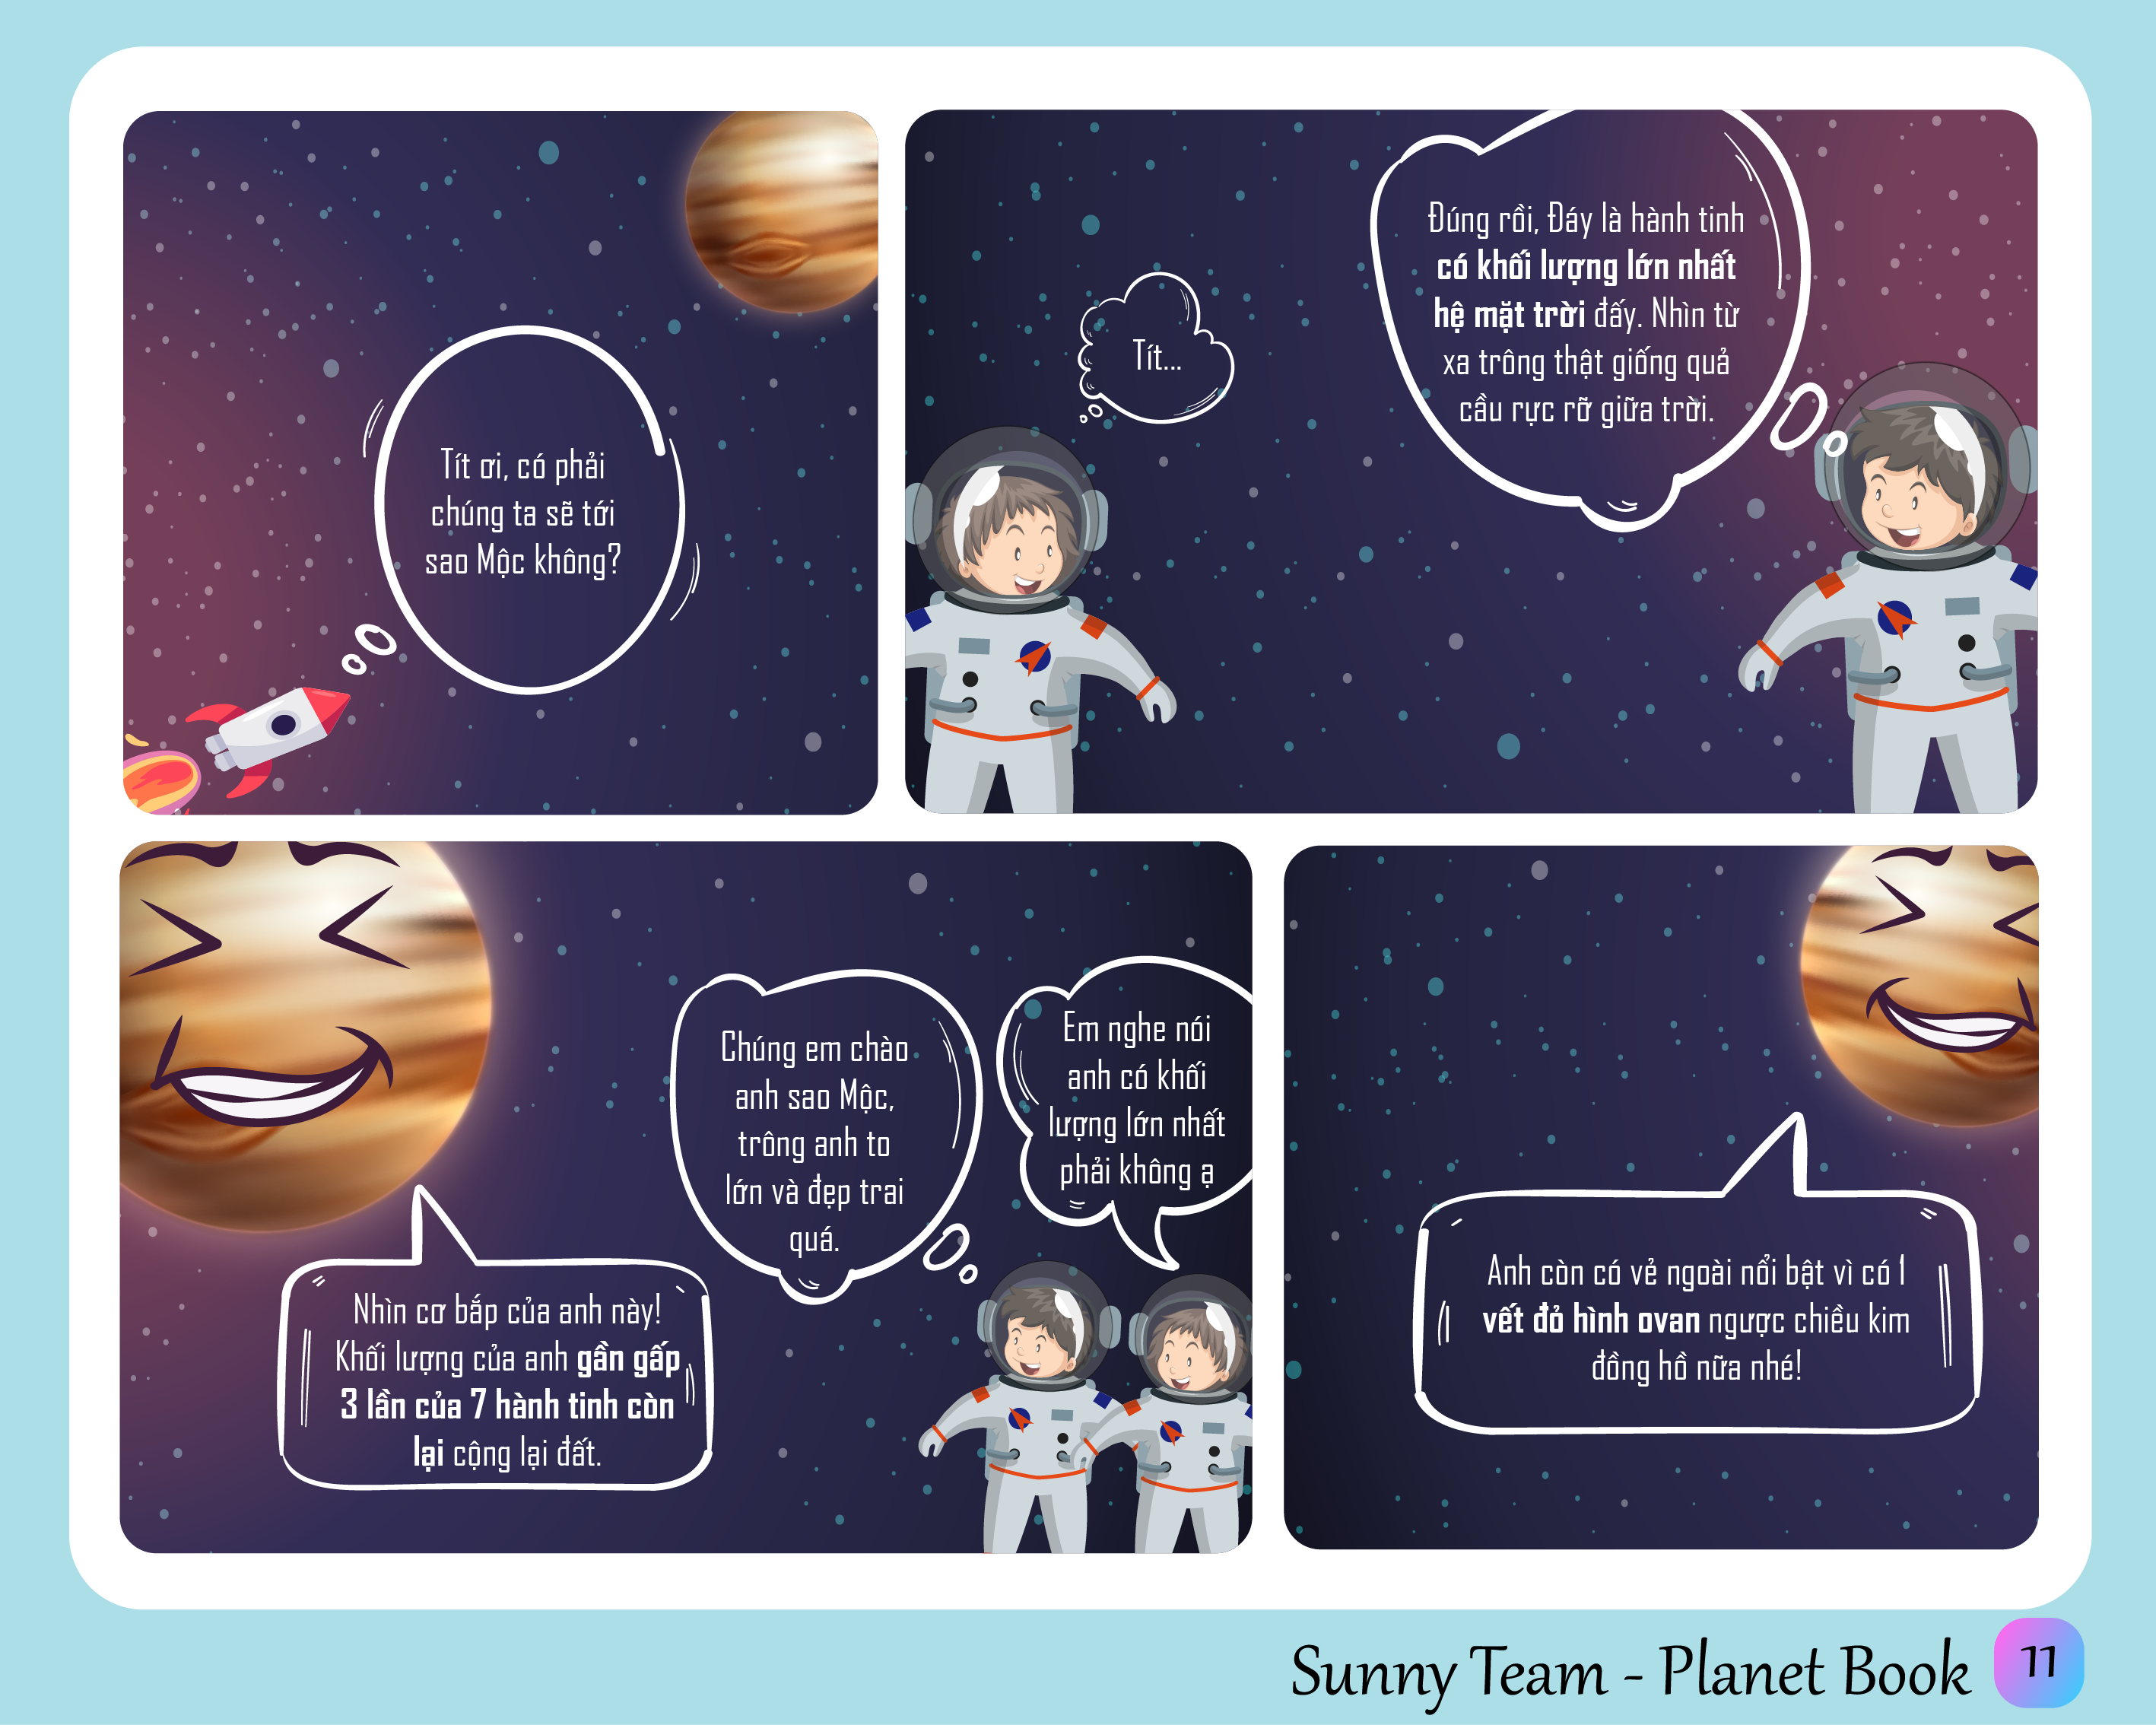 Tít ơi, có phải
chúng ta sẽ tới
sao Mộc không?
Tít...
Đúng rồi, Đáy là hành tinh
có khối lượng lớn nhất
hệ mặt trời đấy. Nhìn từ
xa trông thật giống quả
cầu rực rỡ giữa trời.
Chúng em chào
anh sao Mộc,
trông anh to
lớn và đẹp trai
quá.
Em nghe nói
anh có khối
lượng lớn nhất
phải không ạ
Nhìn cơ bắp của anh này!
Khối lượng của anh gần gấp
3 lần của 7 hành tinh còn
lại cộng lại đất.
Anh còn có vẻ ngoài nổi bật vì có 1
vết đỏ hình ovan ngược chiều kim
đồng hồ nữa nhé!
Sunny Team - Planet Book 11